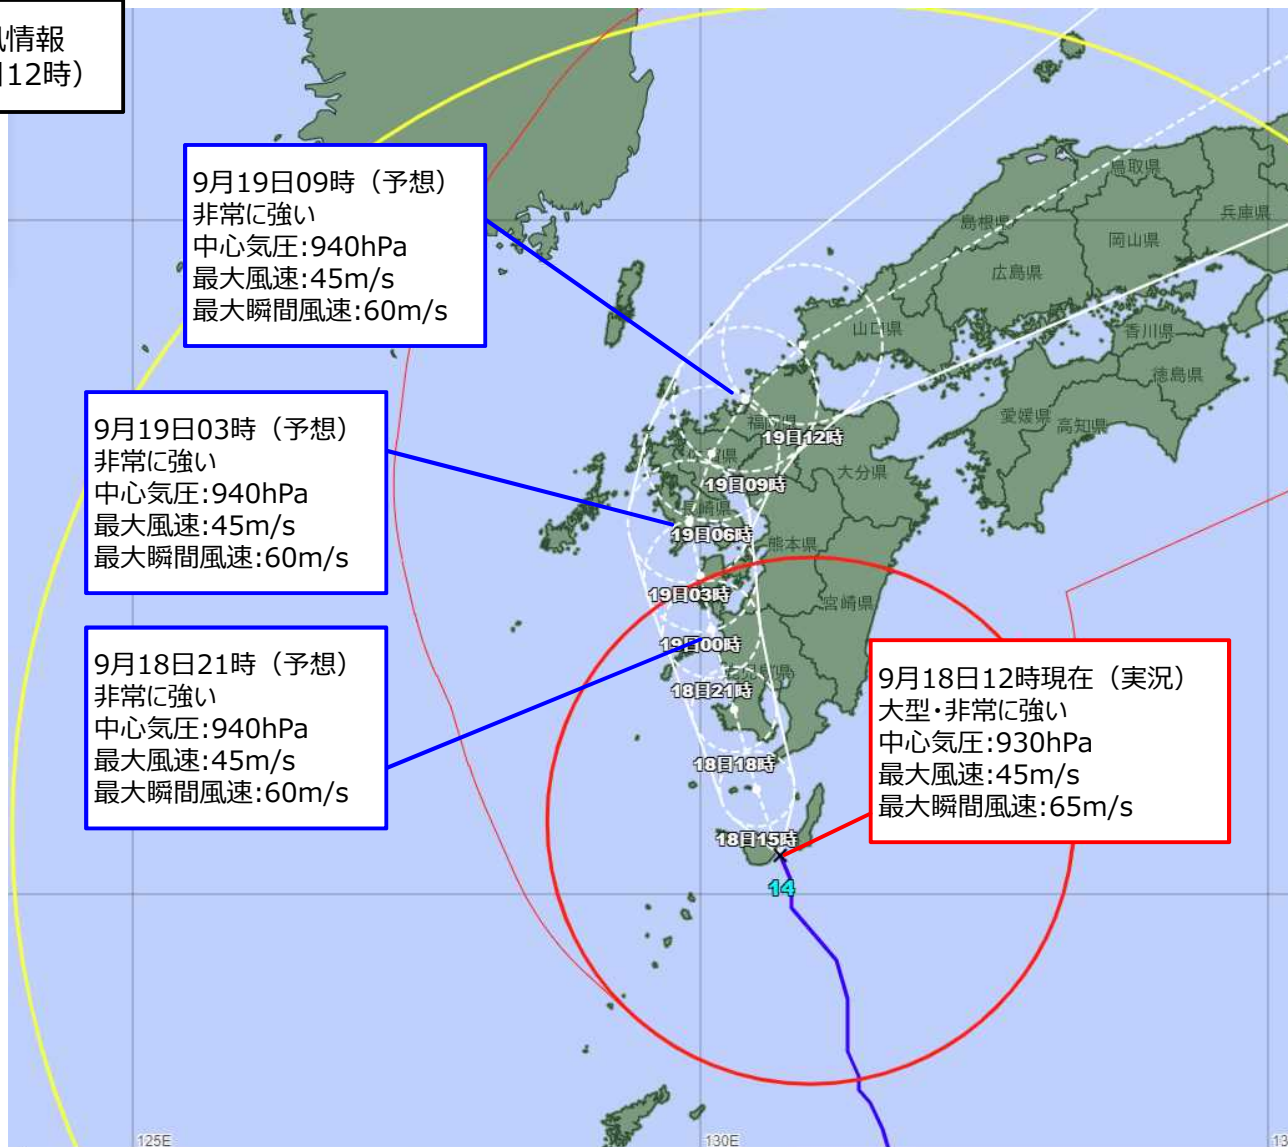 風情報
日12時）
9月19日09時（予想）
非常に強い
中心気圧:940hPa
最大風速:45m/s
最大瞬間風速:60m/s
9月19日03時（予想）
非常に強い
中心気圧:940hPa
最大風速:45m/s
最大瞬間風速:60m/s
9月18日21時（予想）
非常に強い
中心気圧:940hPa
最大風速:45m/s
最大瞬間風速:60m/s
9月18日12時現在（実況）
大型・非常に強い
中心気圧:930hPa
最大風速:45m/s
最大瞬間風速:65m/s
鳥取県
島根県
兵庫県
岡山県
広島県
山口県
香川県
徳島県
愛媛県
高知県
福岡県
19日12時
大分県
19日09時
長崎県
19日06時
熊本県
19日03時
宮崎県
19日00時
18日21時
18日18時
18日15時
14
125E
130E